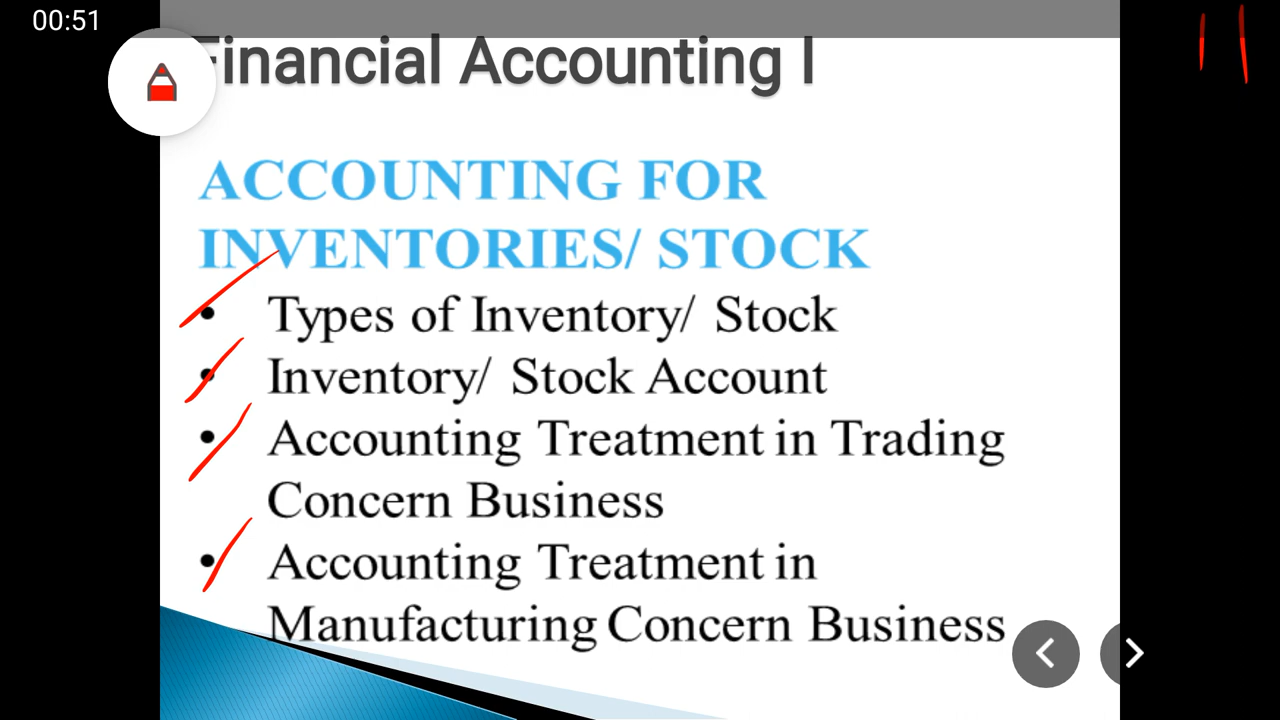 00:51
Financial Accounting I
ACCOUNTING FOR
INVENTORIES/ STOCK
• Types of Inventory/ Stock
• Inventory/ Stock Account
• Accounting Treatment in Trading
Concern Business
• Accounting Treatment in
Manufacturing Concern Business